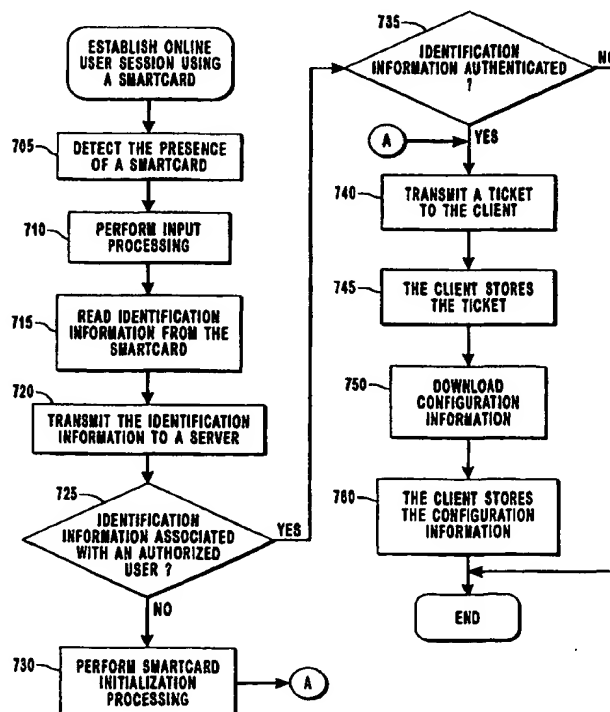 ESTABLISH ONLINE
USER SESSION USING
A SMARTCARD
705
DETECT THE PRESENCE
OF A SMARTCARD
710
PERFORM INPUT
PROCESSING
715
READ IDENTIFICATION
INFORMATION FROM THE
SMARTCARD
720
TRANSMIT THE IDENTIFICATION
INFORMATION TO A SERVER
725
IDENTIFICATION
INFORMATION ASSOCIATED
WITH AN AUTHORIZED
USER ?
YES
NO
730
PERFORM SMARTCARD
INITIALIZATION
PROCESSING
A
735
IDENTIFICATION
INFORMATION AUTHENTICATED
?
NO
A
YES
740
TRANSMIT A TICKET
TO THE CLIENT
745
THE CLIENT STORES
THE TICKET
750
DOWNLOAD
CONFIGURATION
INFORMATION
760
THE CLIENT STORES
THE CONFIGURATION
INFORMATION
END